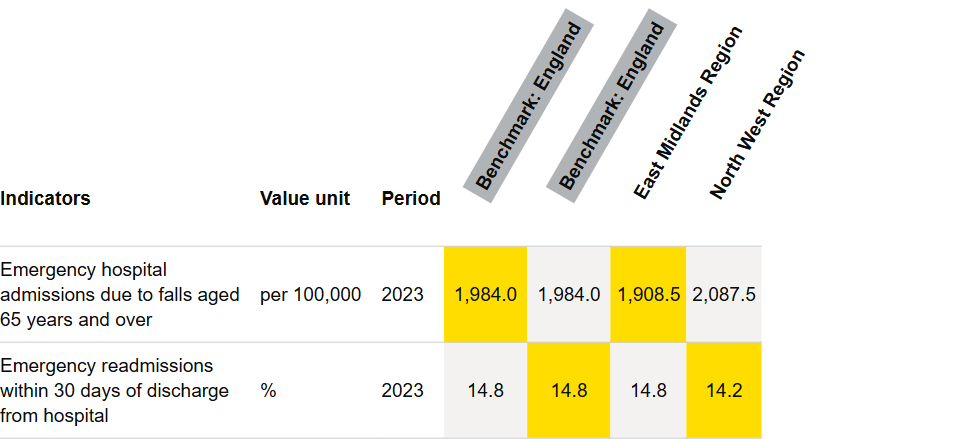 Benchmark: England
Benchmark: England
East Midlands Region
North West Region
Indicators Value unit Period
Emergency hospital
admissions due to falls aged per 100,000 2023 1,984.0 1,984.0 1,908.5 2,087.5
65 years and over
Emergency readmissions
within 30 days of discharge % 2023 14.8 14.8 14.8 14.2
from hospital